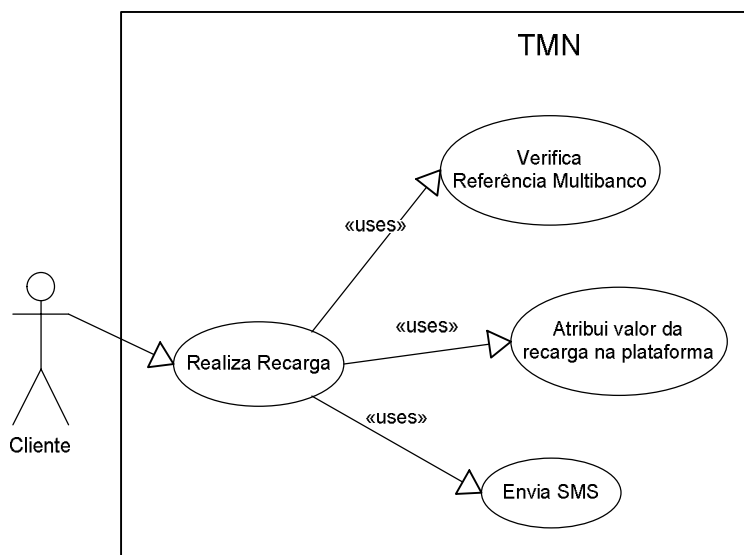 TMN
Verifica
Referência Multibanco
«uses»
«uses»
Atribui valor da
recarga na plataforma
Realiza Recarga
«uses»
Cliente
Envia SMS